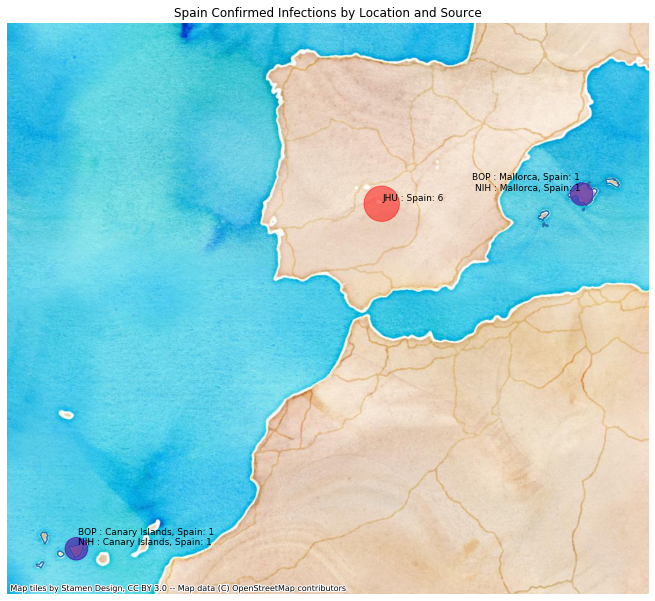 Spain Confirmed Infections by Location and Source
BOP : Mallorca, Spain: 1
NIH : Mallorca, Spain: 1
JHU : Spain: 6
BOP : Canary Islands, Spain: 1
NIH : Canary Islands, Spain: 1
Map tiles by Stamen Design, CC BY 3.0 -- Map data (C) OpenStreetMap contributors